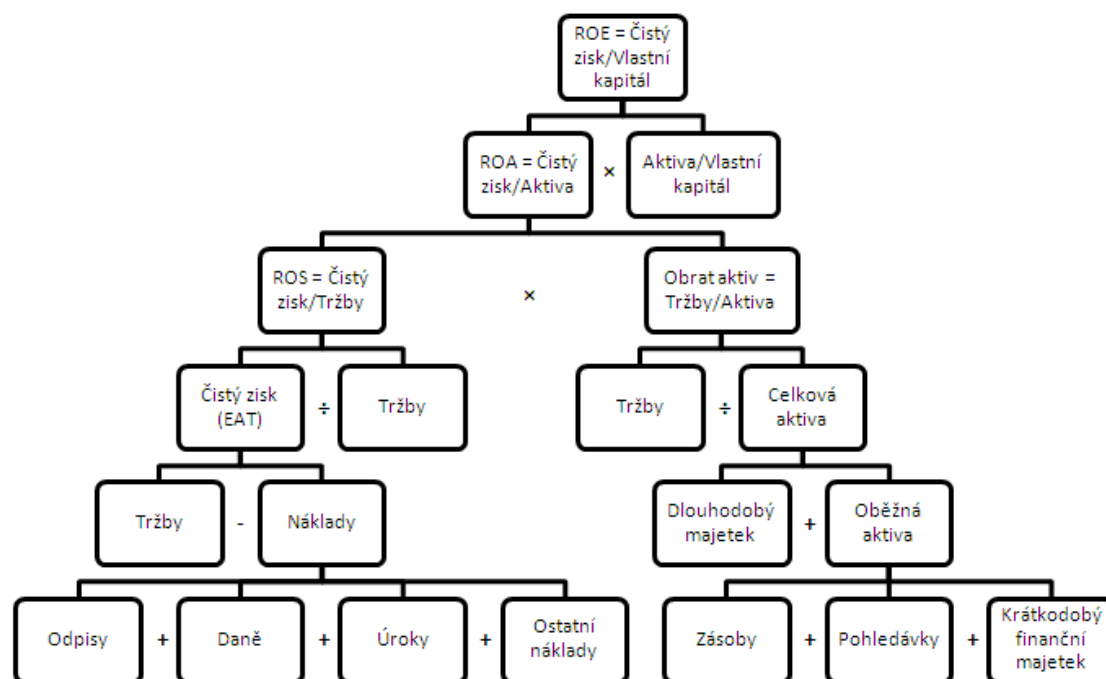 ROE = Čistý
zisk/Vlastní
kapitál
ROA = Čistý
zisk/Aktiva
×
Aktiva/Vlastní
kapitál
ROS = Čistý
zisk/Tržby
×
Obrat aktiv =
Tržby/Aktiva
Čistý zisk
(EAT)
÷
Tržby
Tržby
÷
Celková
aktiva
Tržby
-
Náklady
Dlouhodobý
majetek
+
Oběžná
aktiva
Odpisy
+
Daně
+
Úroky
+
Ostatní
náklady
Zásoby
+
Pohledávky
+
Krátkodobý
finanční
majetek